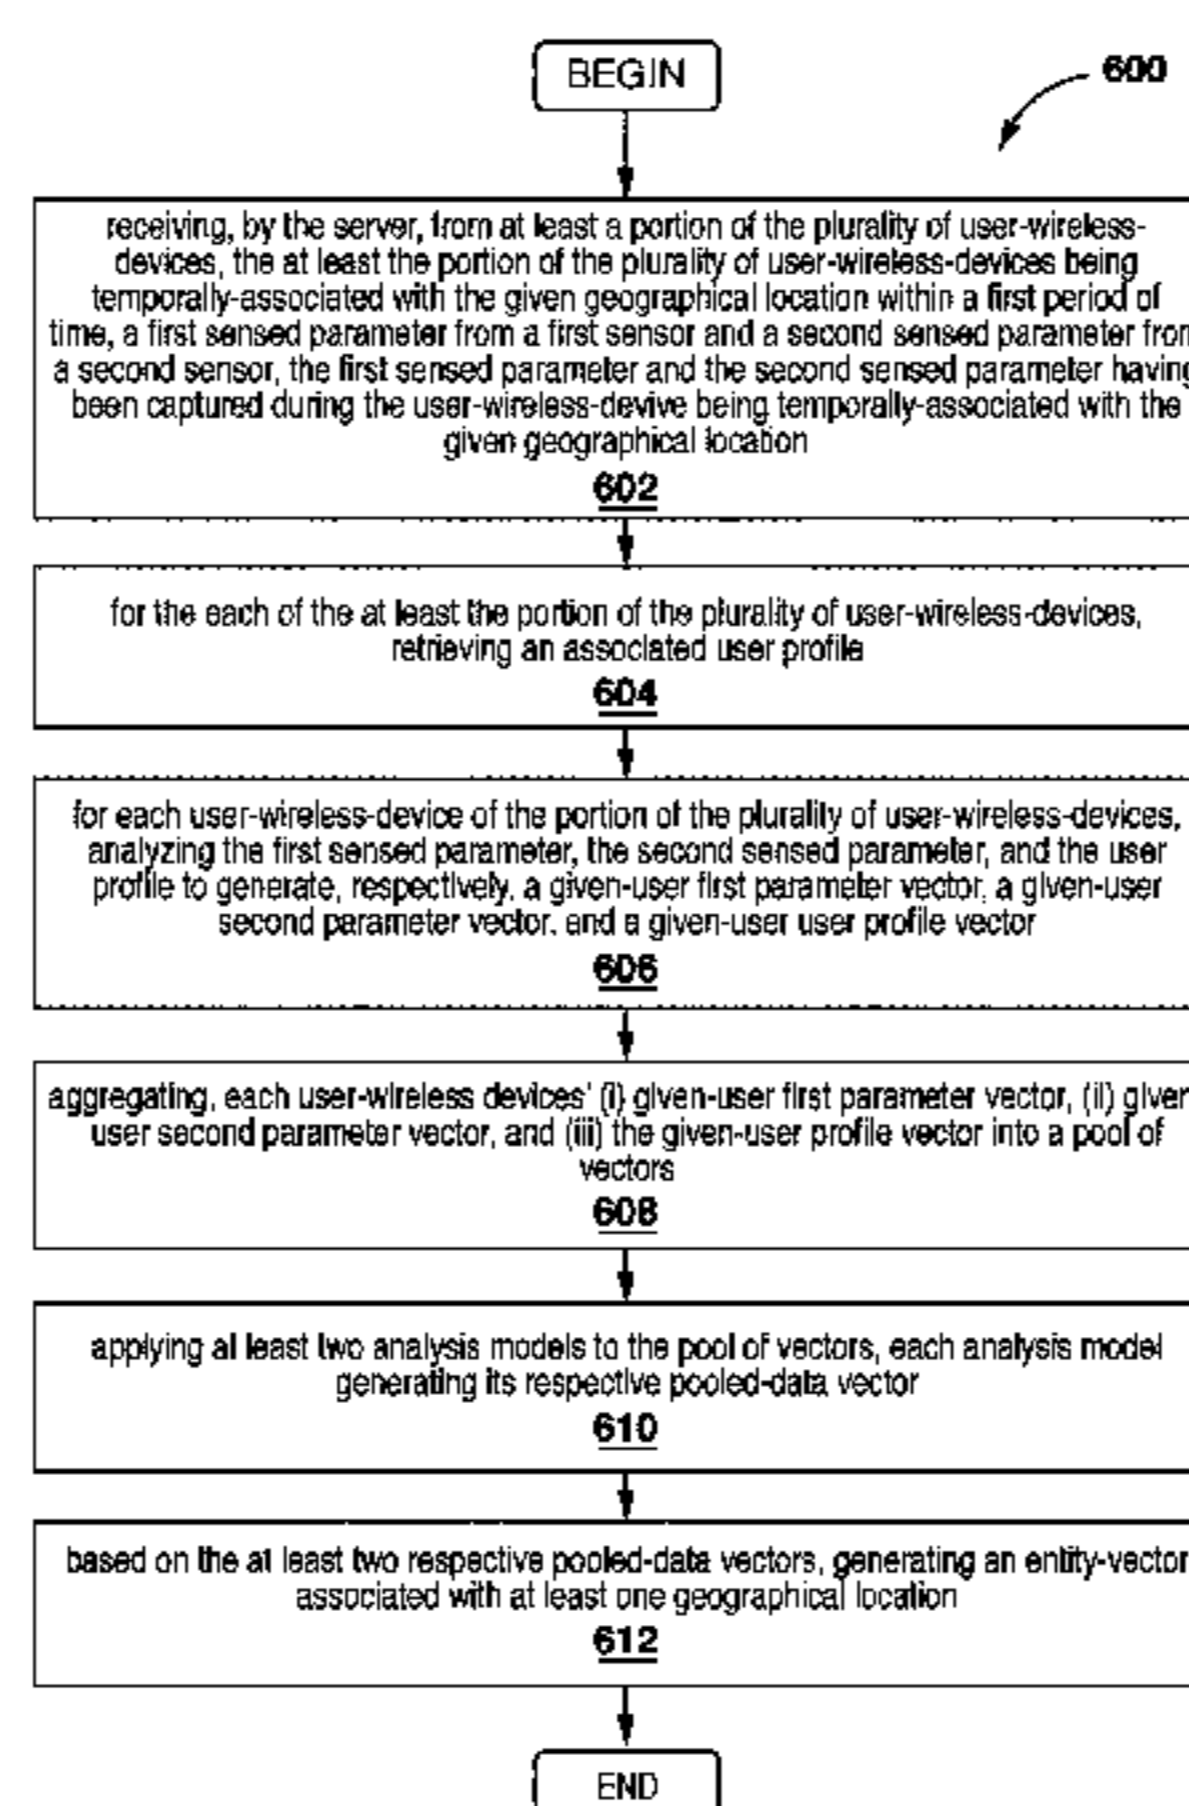 BEGIN
600
receiving, by the server, from at least a portion of the plurality of user-wireless-
devices, the at least the portion of the plurality of user-wireless-devices being
temporally-associated with the given geographical location within a first period of
time, a first sensed parameter from a first sensor and a second sensed parameter from
a second sensor, the first sensed parameter and the second sensed parameter having
been captured during the user-wireless-devive being temporally-associated with the
given geographical location
602
for the each of the at least the portion of the plurality of user-wireless-devices,
retrieving an associated user profile
604
for each user-wireless-device of the portion of the plurality of user-wireless-devices,
analyzing the first sensed parameter, the second sensed parameter, and the user
profile to generate, respectively, a given-user first parameter vector, a given-user
second parameter vector, and a given-user user profile vector
606
aggregating, each user-wireless devices' (i) given-user first parameter vector, (ii) given
user second parameter vector, and (iii) the given-user profile vector into a pool of
vectors
608
applying at least two analysis models to the pool of vectors, each analysis model
generating its respective pooled-data vector
610
based on the at least two respective pooled-data vectors, generating an entity-vector
associated with at least one geographical location
612
END